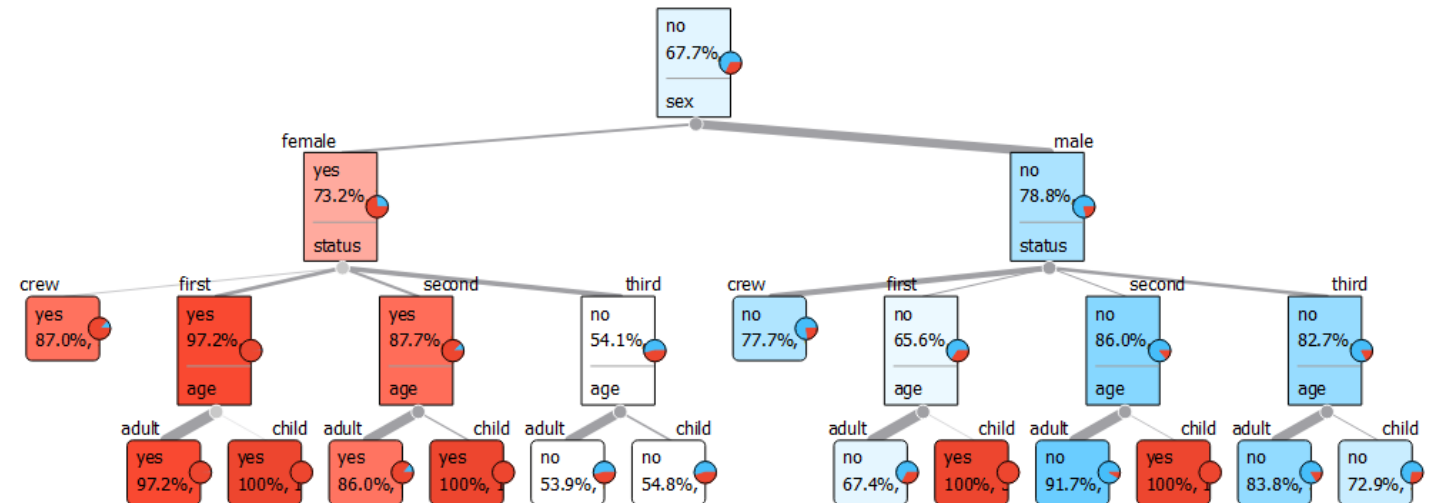 no
67.7%,
sex
female
male
yes
73.2%,
status
no
78.8%,
status
crew
first
second
third
crew
first
second
third
yes
87.0%,
yes
97.2%,
age
yes
87.7%
age
no
54.1%,
age
no
77.7%,
no
65.6%,
age
no
86.0%,
age
no
82.7%,
age
adult
child
adult
child
adult
child
adult
child
adult
child
adult
child
yes
97.2%,
yes
100%, 1
yes
86.0%,
yes
100%, 1
no
53.9%,
no
54.8%,
no
67.4%,
yes
100%,
no
91.7%,
yes
100%, 1
no
83.8%,
no
72.9%,